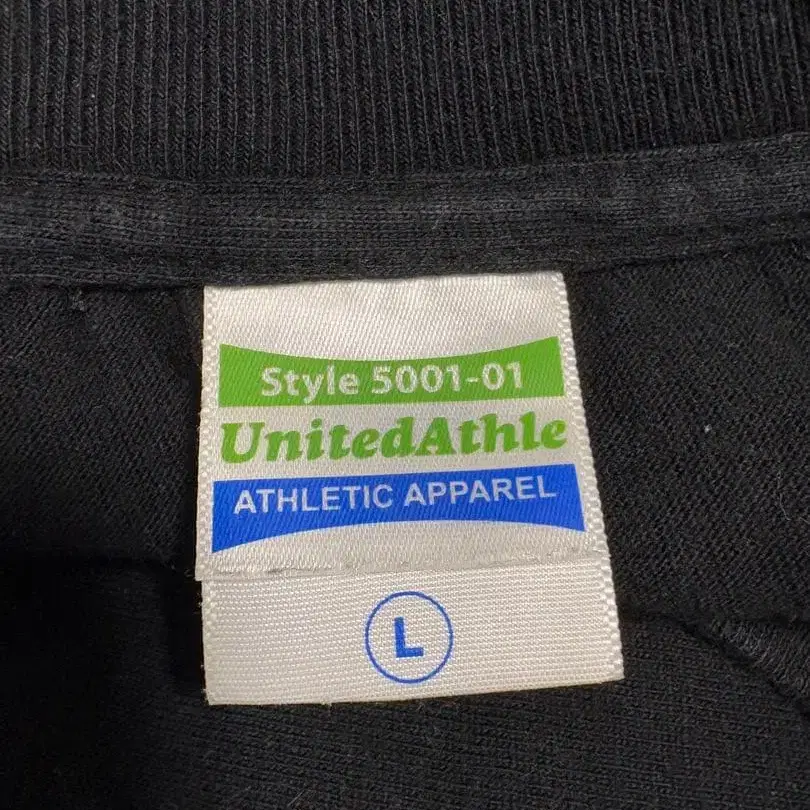 Style 5001-01
UnitedAthle
ATHLETIC APPAREL
L